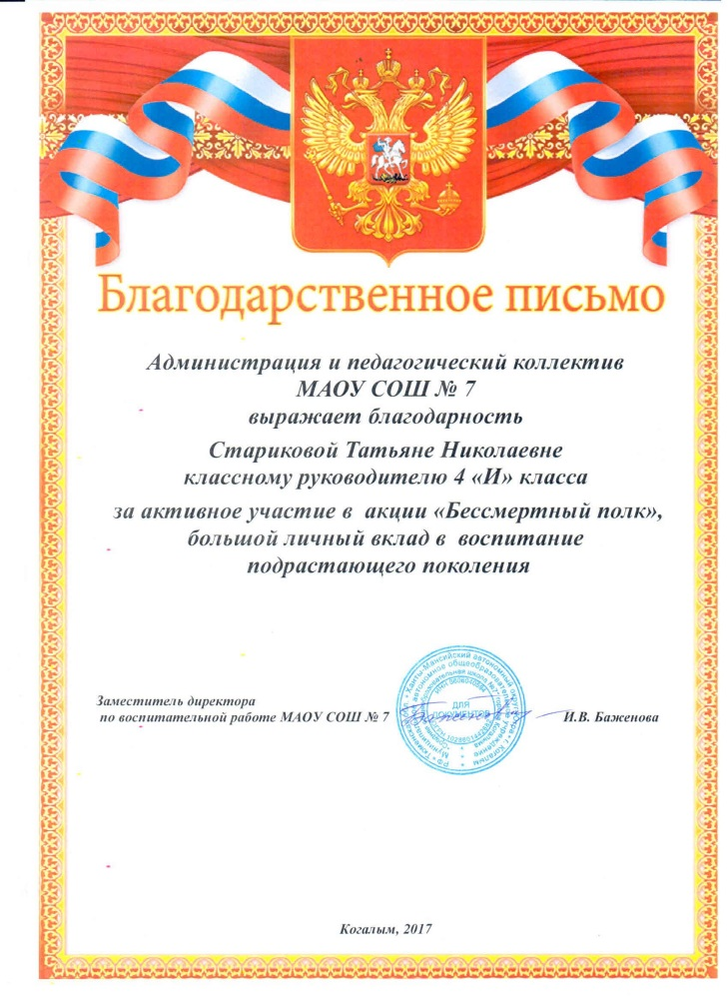 Благодарственное письмо
Администрация и педагогический коллектив
МАОУ СОШ № 7
выражает благодарность
Стариковой Татьяне Николаевне
классному руководителю 4 «И» класса
за активное участие в акции «Бессмертный полк»,
большой личный вклад в воспитание
подрастающего поколения
Заместитель директора
по воспитательной работе МАОУ СОШ № 7
И.В. Баженова
ДЛЯ
ДОКУМЕНТОВ
Когалым, 2017